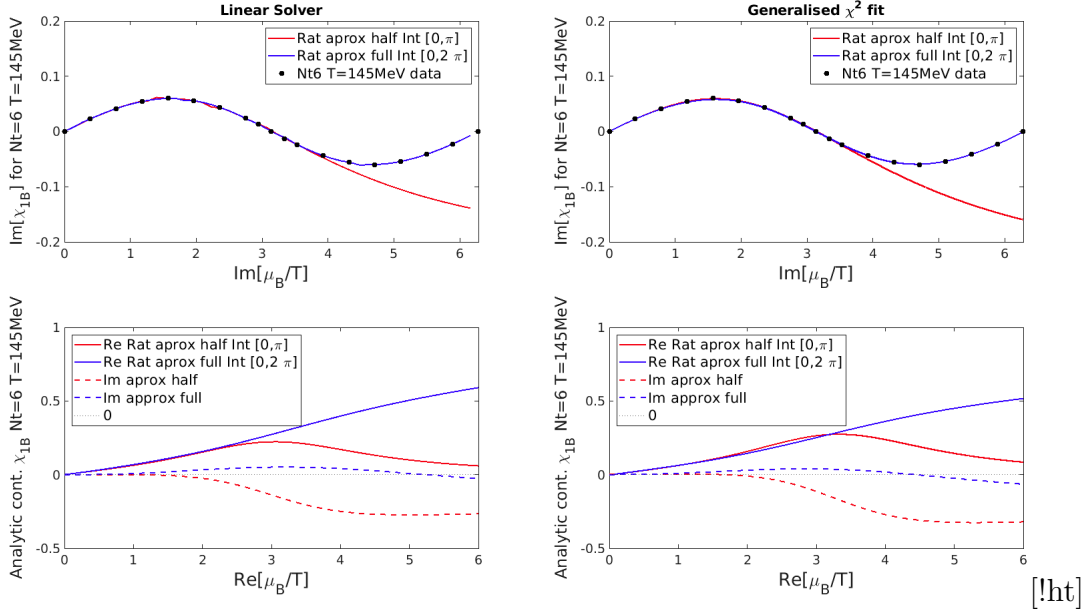 Linear Solver
Im[χ1B] for Nt=6 T=145MeV
0.2
0.1
0
-0.1
-0.2
Rat aprox half Int [0,π]
Rat aprox full Int [0,2 π]
Nt6 T=145MeV data
0 1 2 3 4 5 6
Im[μB/T]
Generalised χ² fit
Im[χ1B] for Nt=6 T=145MeV
0.2
0.1
0
-0.1
-0.2
Rat aprox half Int [0,π]
Rat aprox full Int [0,2 π]
Nt6 T=145MeV data
0 1 2 3 4 5 6
Im[μB/T]
Analytic cont. χ1B Nt=6 T=145MeV
1
0.5
0
-0.5
Re Rat aprox half Int [0,π]
Re Rat aprox full Int [0,2 π]
Im aprox half
Im approx full
0
0 1 2 3 4 5 6
Re[μB/T]
Analytic cont. χ1B Nt=6 T=145MeV
1
0.5
0
-0.5
Re Rat aprox half Int [0,π]
Re Rat aprox full Int [0,2 π]
Im aprox half
Im approx full
0
0 1 2 3 4 5 6
Re[μB/T]
[!ht]